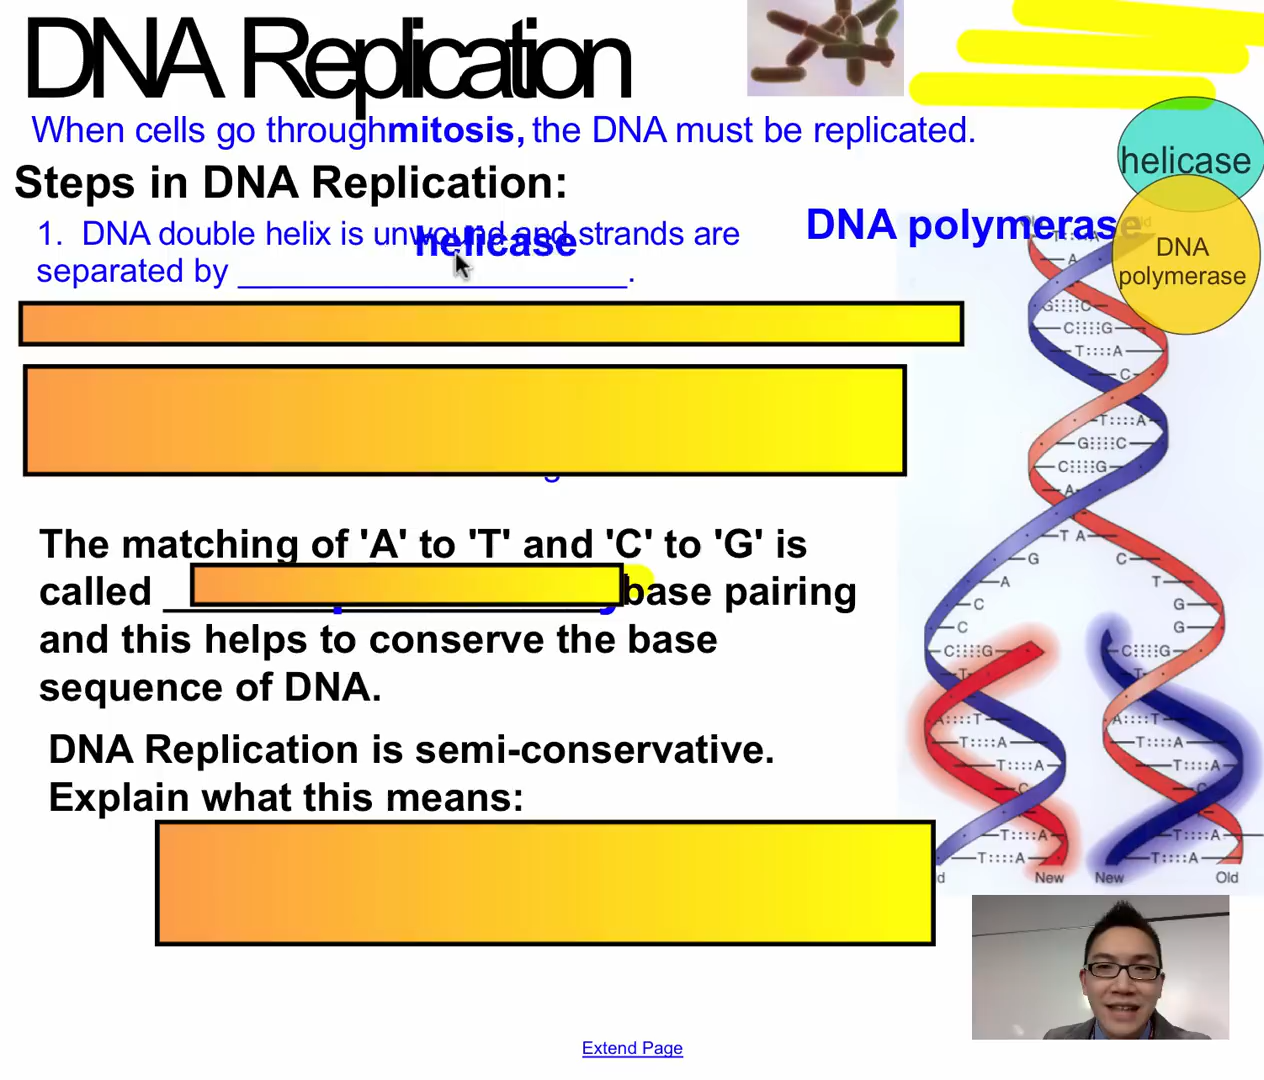 DNA Replication
When cells go through mitosis, the DNA must be replicated.
Steps in DNA Replication:
1. DNA double helix is unwound and strands are
helicase
separated by ______________________.
DNA polymerase
helicase
DNA
polymerase
The matching of 'A' to 'T' and 'C' to 'G' is
called ______________________ base pairing
and this helps to conserve the base
sequence of DNA.
DNA Replication is semi-conservative.
Explain what this means:
T::::A
A
G::::C
C::::G
T::::A
C
T::::A
G::::C
C::::G
A
T A
G C
A T
C G
C G
C::::G C::::G
T T
A::::T A::::T
T::::A T::::A
T::::A T::::A
C C
T::::A T::::A
T::::A T::::A
New New Old
Extend Page